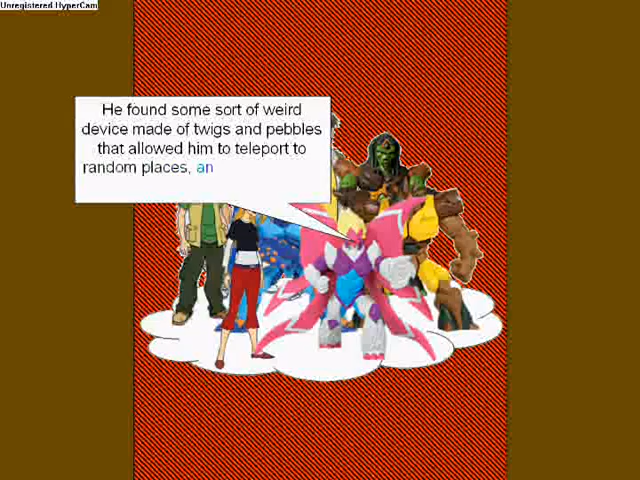 Unregistered HyperCam
He found some sort of weird
device made of twigs and pebbles
that allowed him to teleport to
random places, an